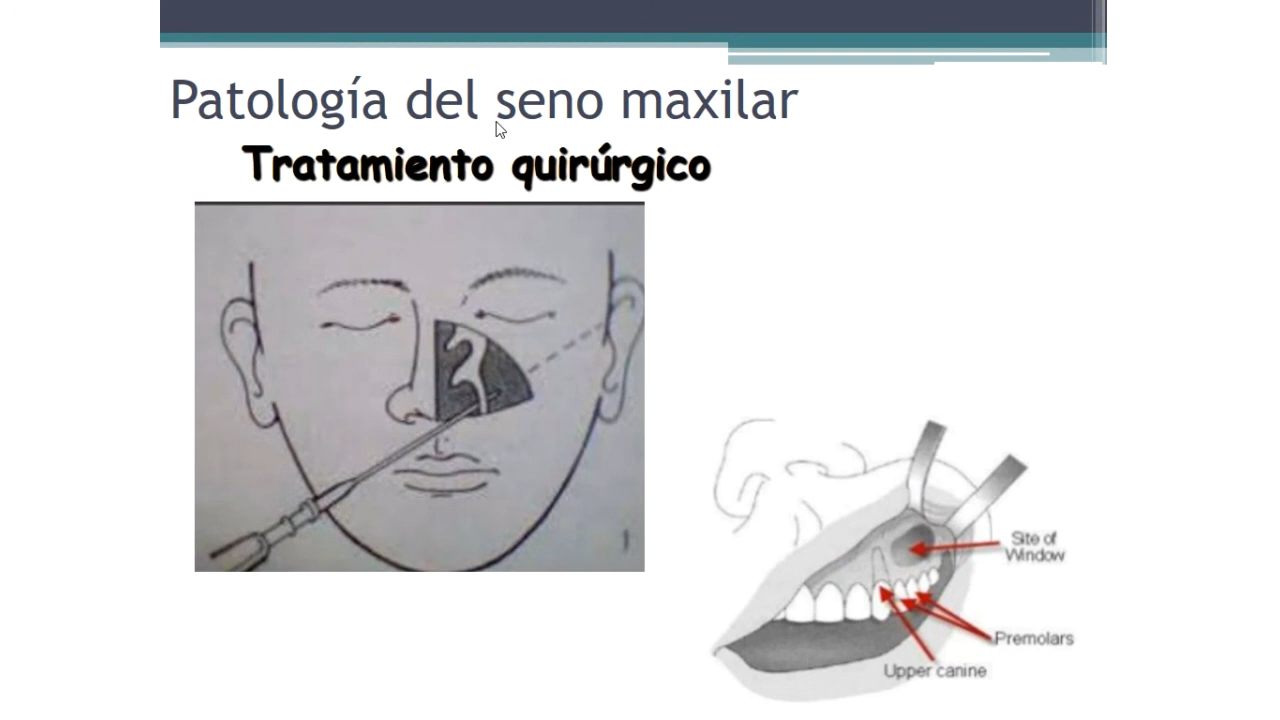 Patología del seno maxilar
Tratamiento quirúrgico
1
Site of
Window
Premolars
Upper canine